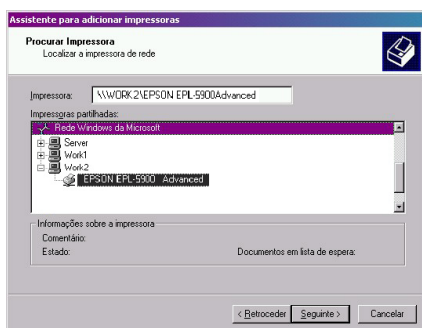 Assistente para adicionar impressoras
Procurar Impressora
Localizar a impressora de rede
Impressora: \\WORK2\EPSON EPL-5900Advanced
Impressoras partilhadas:
Rede Windows da Microsoft
Server
Work1
Work2
EPSON EPL-5900 Advanced
Informações sobre a impressora
Comentário:
Estado: Documentos em lista de espera:
< Retroceder Seguinte > Cancelar